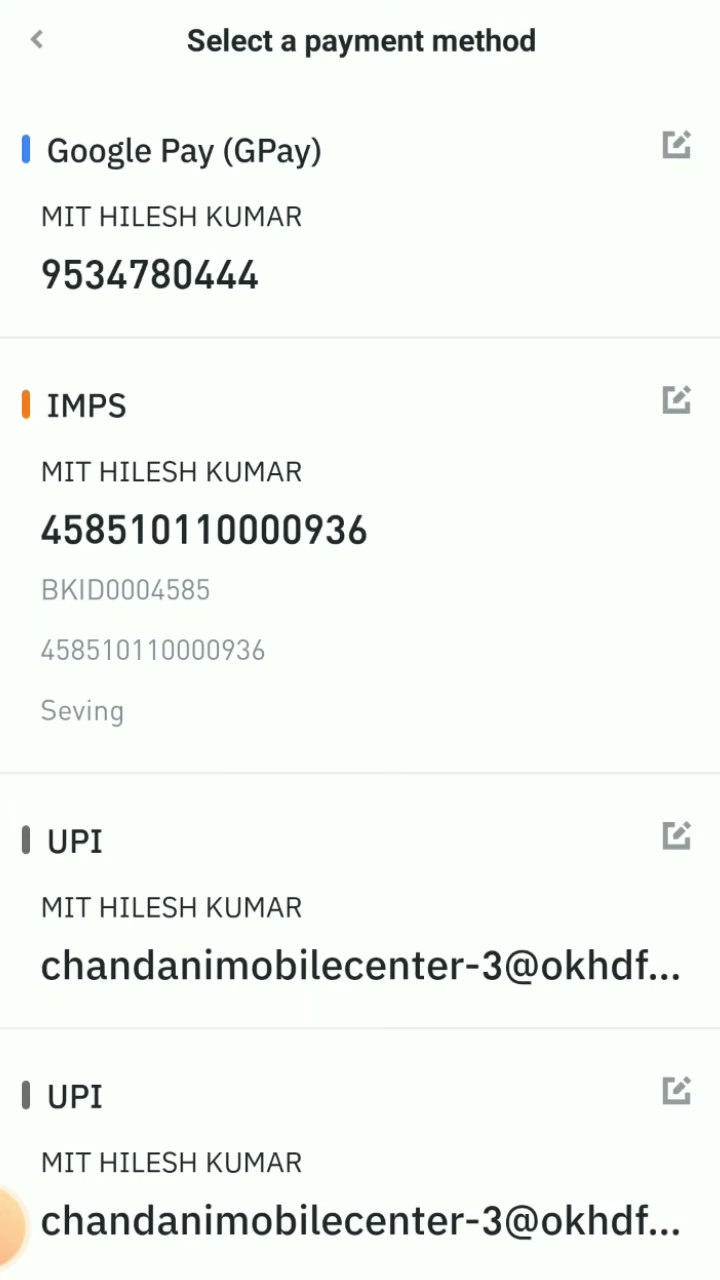 Select a payment method
Google Pay (GPay)
MIT HILESH KUMAR
9534780444
IMPS
MIT HILESH KUMAR
458510110000936
BKID0004585
458510110000936
Seving
UPI
MIT HILESH KUMAR
chandanimobilecenter-3@okhdf...
UPI
MIT HILESH KUMAR
chandanimobilecenter-3@okhdf...